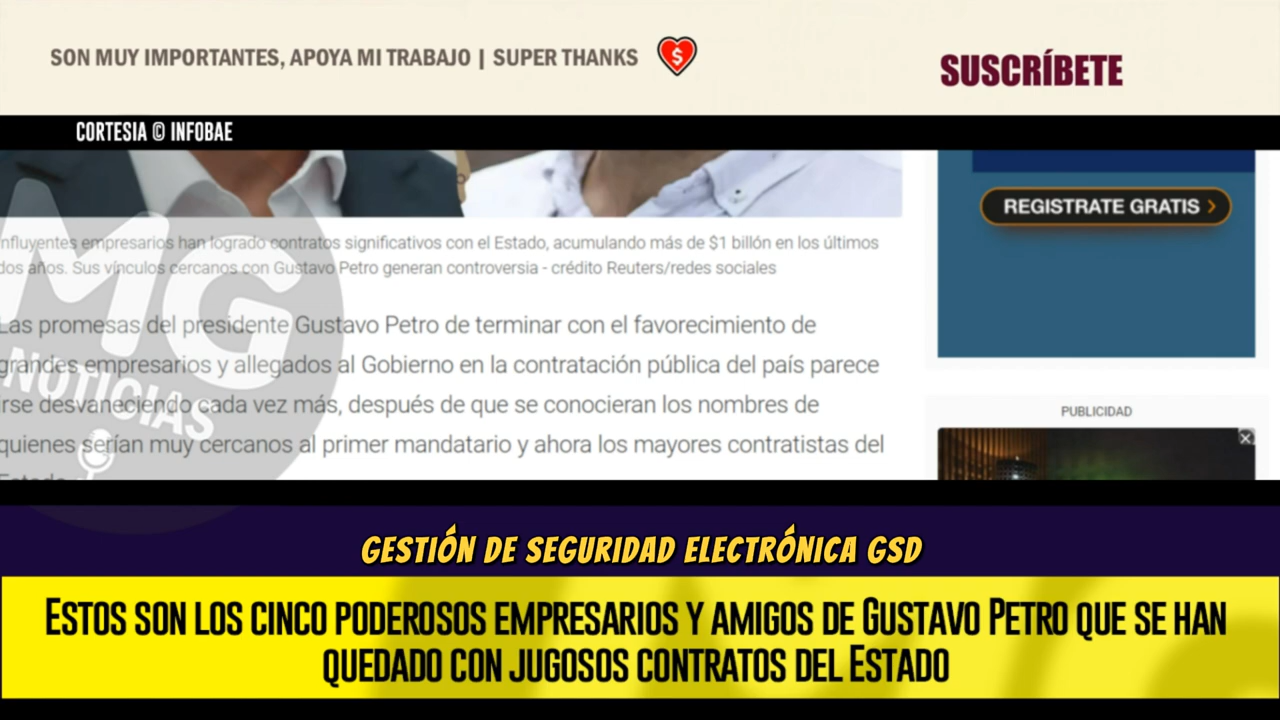 SON MUY IMPORTANTES, APOYA MI TRABAJO | SUPER THANKS
SUSCRÍBETE
CORTESIA © INFOBAE
REGISTRATE GRATIS
nfluyentes empresarios han logrado contratos significativos con el Estado, acumulando más de $1 billón en los últimos
dos años. Sus vínculos cercanos con Gustavo Petro generan controversia - crédito Reuters/redes sociales
Las promesas del presidente Gustavo Petro de terminar con el favorecimiento de
grandes empresarios y allegados al Gobierno en la contratación pública del país parece
irse desvaneciendo cada vez más, después de que se conocieran los nombres de
quienes serían muy cercanos al primer mandatario y ahora los mayores contratistas del
PUBLICIDAD
MG
NOTICIAS
GESTIÓN DE SEGURIDAD ELECTRÓNICA GSD
ESTOS SON LOS CINCO PODEROSOS EMPRESARIOS Y AMIGOS DE GUSTAVO PETRO QUE SE HAN
QUEDADO CON JUGOSOS CONTRATOS DEL ESTADO